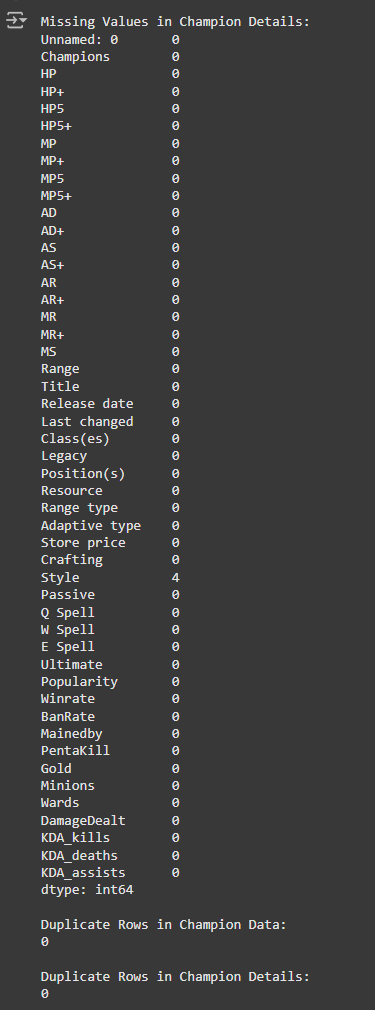 Missing Values in Champion Details:
Unnamed: 0 0
Champions 0
HP 0
HP+ 0
HP5 0
HP5+ 0
MP 0
MP+ 0
MP5 0
MP5+ 0
AD 0
AD+ 0
AS 0
AS+ 0
AR 0
AR+ 0
MR 0
MR+ 0
MS 0
Range 0
Title 0
Release date 0
Last changed 0
Class(es) 0
Legacy 0
Position(s) 0
Resource 0
Range type 0
Adaptive type 0
Store price 0
Crafting 0
Style 4
Passive 0
Q Spell 0
W Spell 0
E Spell 0
Ultimate 0
Popularity 0
Winrate 0
BanRate 0
Mainedby 0
PentaKill 0
Gold 0
Minions 0
Wards 0
DamageDealt 0
KDA_kills 0
KDA_deaths 0
KDA_assists 0
dtype: int64
Duplicate Rows in Champion Data:
0
Duplicate Rows in Champion Details:
0